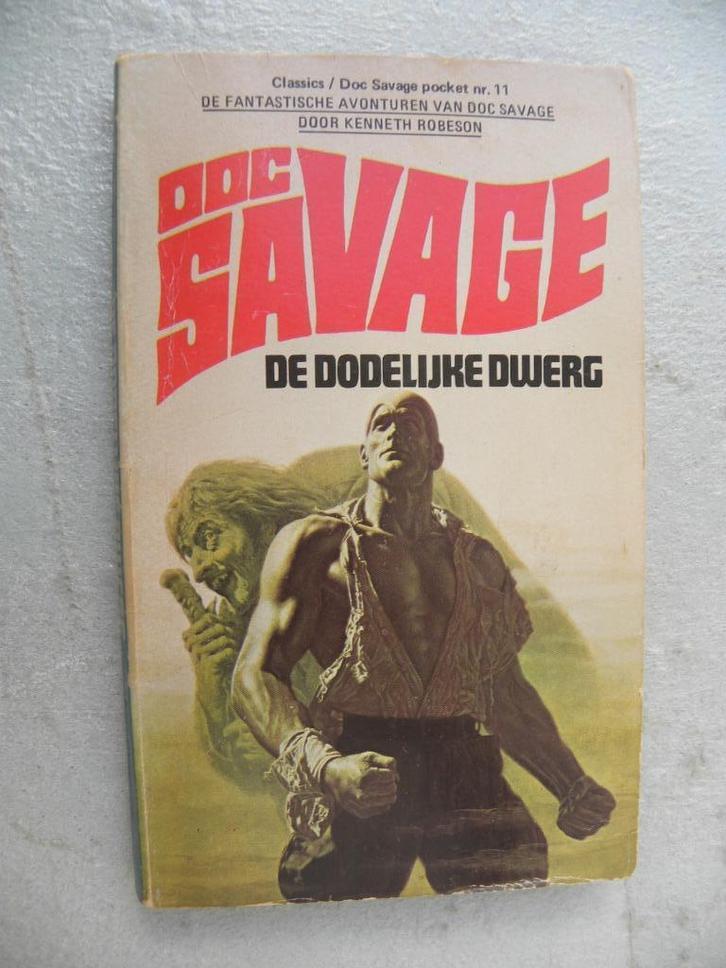 Classics / Doc Savage pocket nr. 11
DE FANTASTISCHE AVONTUREN VAN DOC SAVAGE
DOOR KENNETH ROBESON
DOC
SAVAGE
DE DODELIJKE DWERG